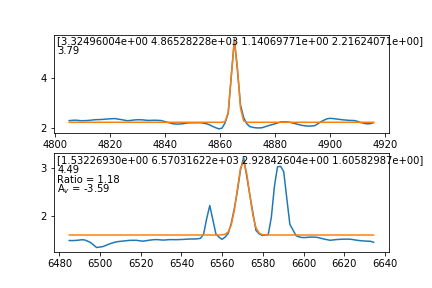 [3.32496004e+00 4.86528228e+03 1.14069771e+00 2.21624071e+00]
3.79
4
2
4800 4820 4840 4860 4880 4900 4920
[1.53226930e+00 6.57031622e+03 2.92842604e+00 1.60582987e+00]
3
4.49
Ratio = 1.18
Av = -3.59
2
6480 6500 6520 6540 6560 6580 6600 6620 6640